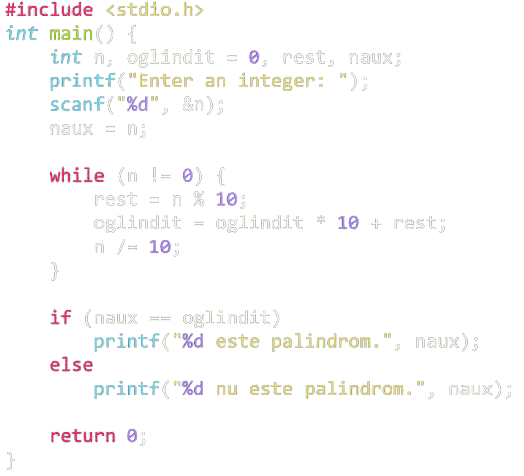 #include <stdio.h>
int main() {
    int n, oglindit = 0, rest, naux;
    printf("Enter an integer: ");
    scanf("%d", &n);
    naux = n;

    while (n != 0) {
        rest = n % 10;
        oglindit = oglindit * 10 + rest;
        n /= 10;
    }

    if (naux == oglindit)
        printf("%d este palindrom.", naux);
    else
        printf("%d nu este palindrom.", naux);

    return 0;
}